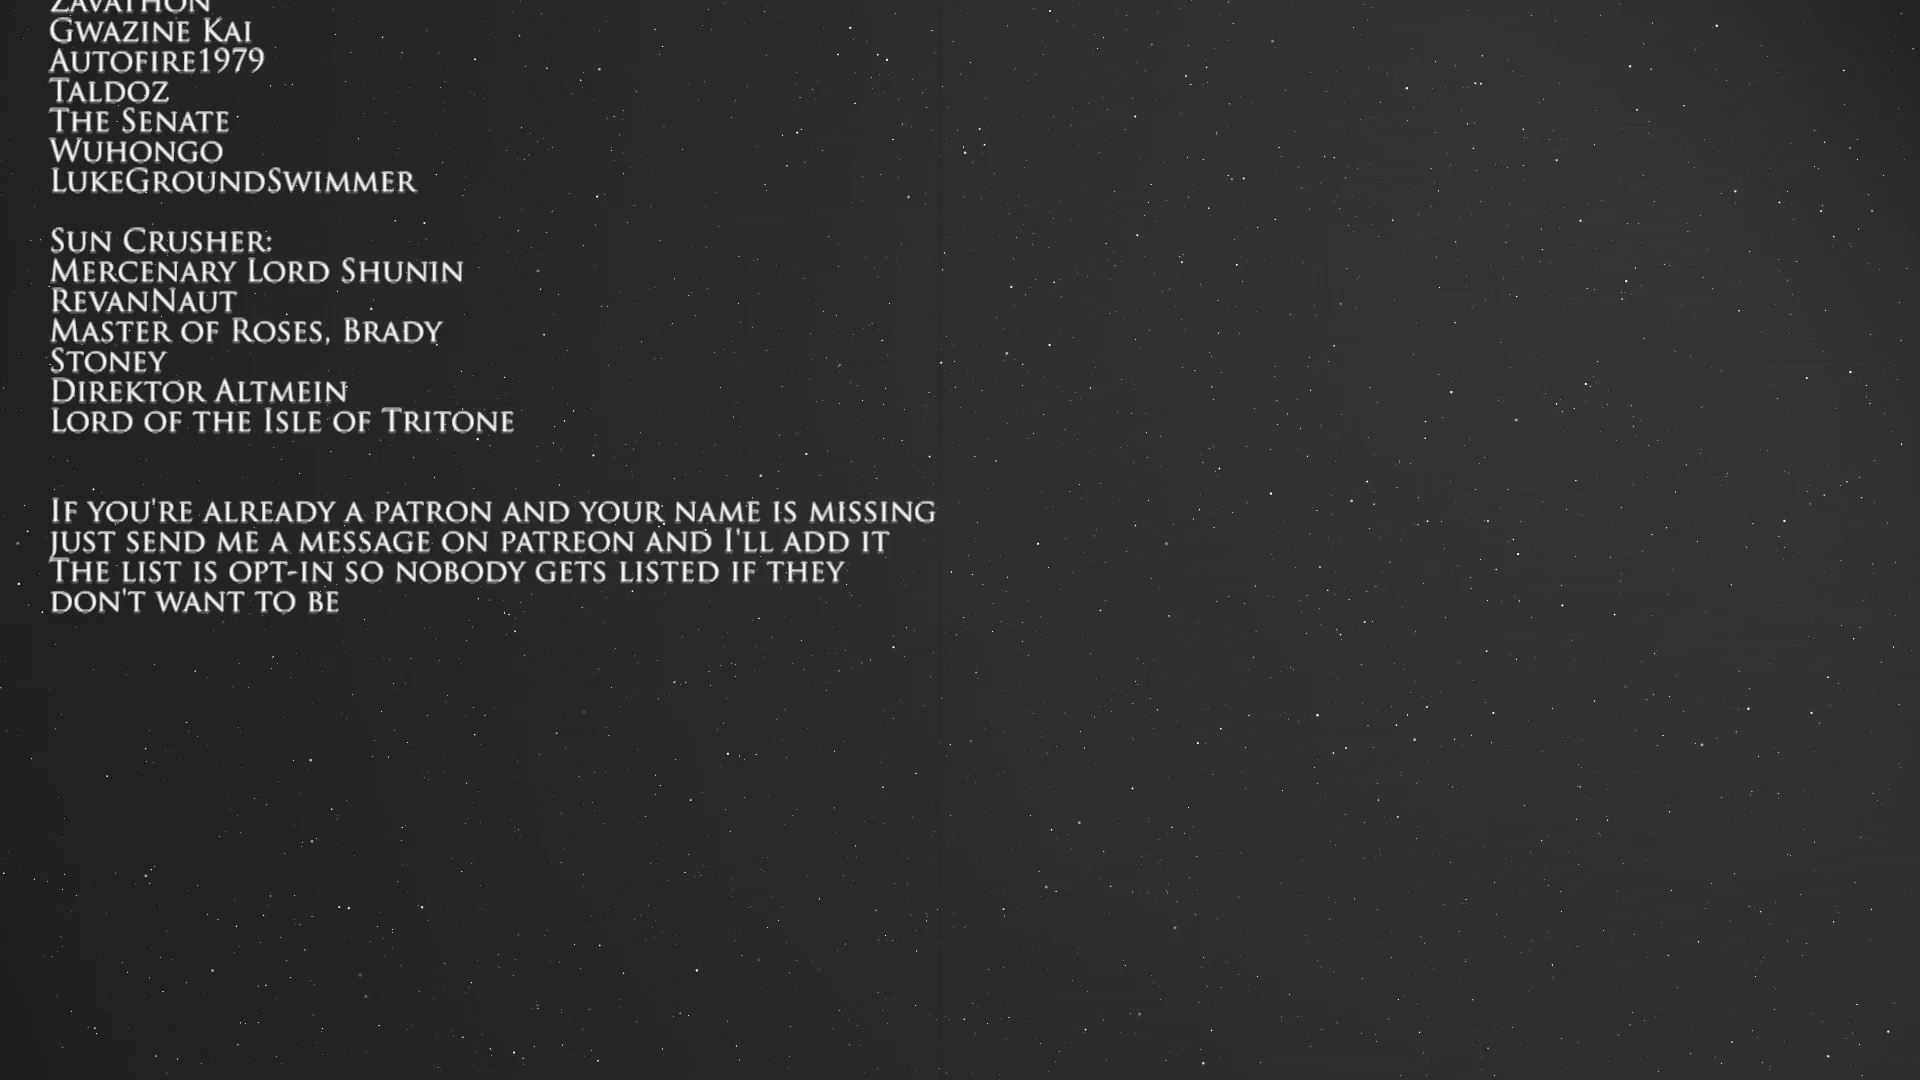 Zavathon
Gwazine Kai
Autofire1979
Taldoz
The Senate
Wuhongo
LukeGroundSwimmer
Sun Crusher:
Mercenary Lord Shunin
RevanNaut
Master of Roses, Brady
Stoney
Direktor Altmein
Lord of the Isle of Tritone
If you're already a patron and your name is missing
just send me a message on patreon and I'll add it
The list is opt-in so nobody gets listed if they
don't want to be